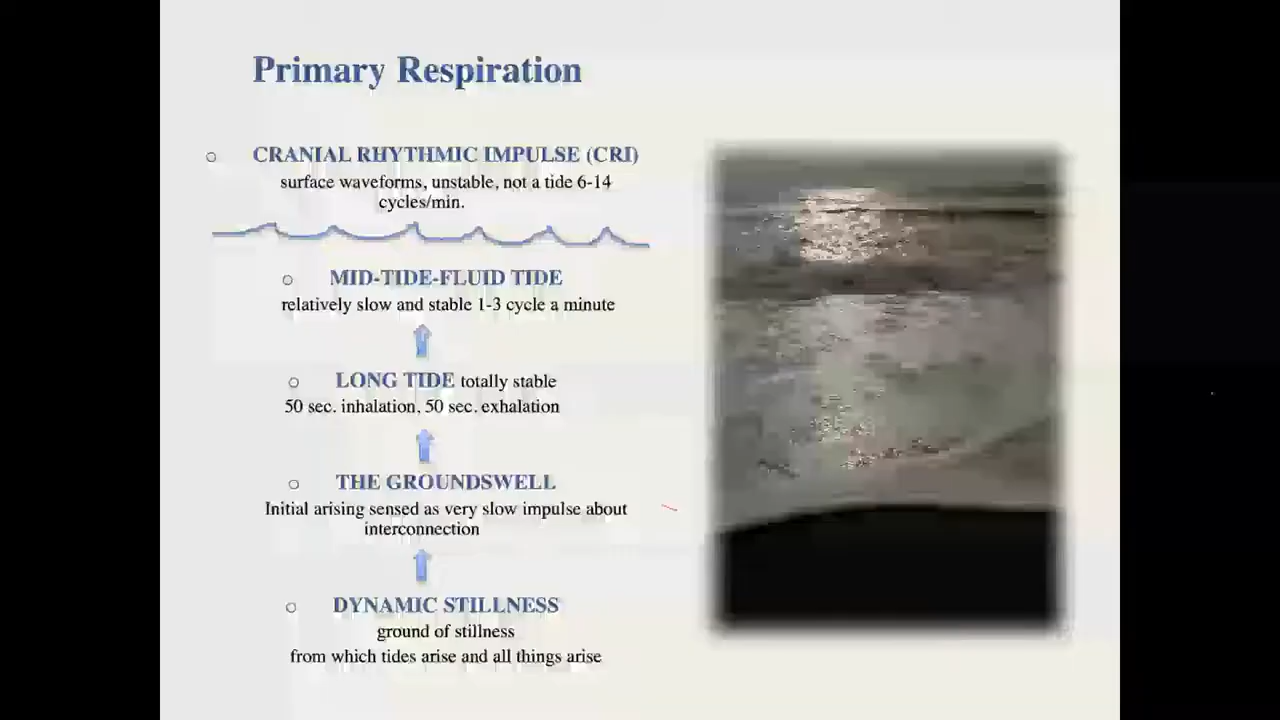 Primary Respiration
CRANIAL RHYTHMIC IMPULSE (CRI)
surface waveforms, unstable, not a tide 6-14
cycles/min.
MID-TIDE-FLUID TIDE
relatively slow and stable 1-3 cycle a minute
LONG TIDE totally stable
50 sec. inhalation, 50 sec. exhalation
THE GROUNDSWELL
Initial arising sensed as very slow impulse about
interconnection
DYNAMIC STILLNESS
ground of stillness
from which tides arise and all things arise